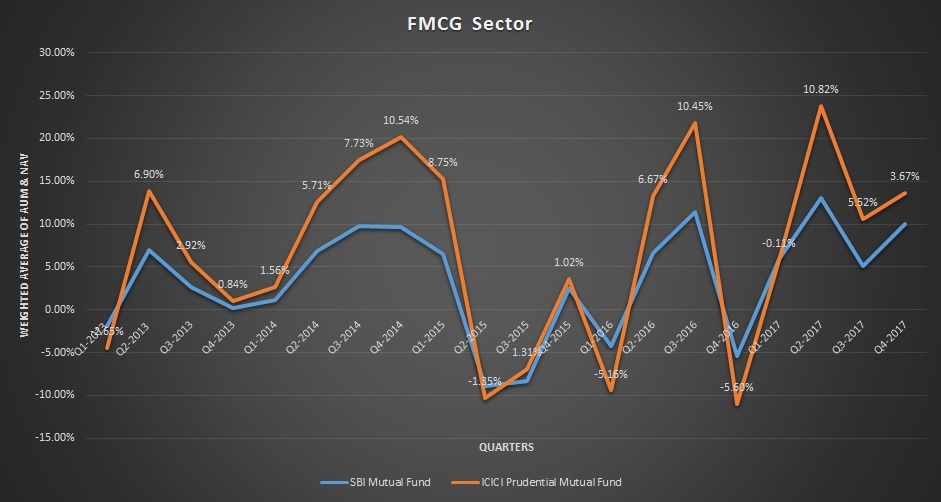 FMCG Sector
WEIGHTED AVERAGE OF AUM & NAV
30.00%
25.00%
20.00%
15.00%
10.00%
5.00%
0.00%
-5.00%
-10.00%
-15.00%
6.90%
2.92%
0.84%
1.56%
5.71%
7.73%
10.54%
8.75%
-1.35%
1.31%
1.02%
-5.16%
6.67%
10.45%
-5.60%
-0.11%
10.82%
5.52%
3.67%
Q1-2013
Q2-2013
Q3-2013
Q4-2013
Q1-2014
Q2-2014
Q3-2014
Q4-2014
Q1-2015
Q2-2015
Q3-2015
Q4-2015
Q1-2016
Q2-2016
Q3-2016
Q4-2016
Q1-2017
Q2-2017
Q3-2017
Q4-2017
QUARTERS
SBI Mutual Fund
ICICI Prudential Mutual Fund